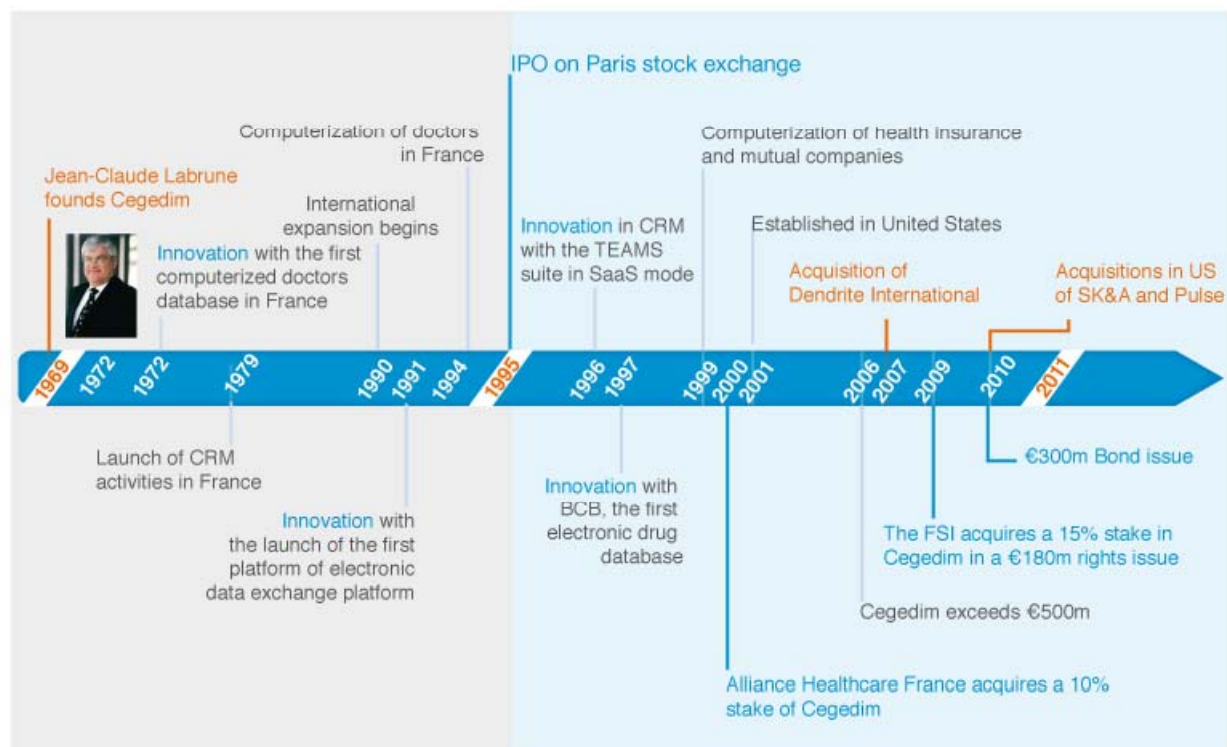 IPO on Paris stock exchange
Computerization of doctors
in France
Computerization of health insurance
and mutual companies
Jean-Claude Labrune
founds Cegedim
International
expansion begins
Innovation with the first
computerized doctors
database in France
Innovation in CRM
with the TEAMS
suite in SaaS mode
Established in United States
Acquisition of
Dendrite International
Acquisitions in US
of SK&A and Pulse
1969 1972 1972 1979 1990 1991 1994 1995 1996 1997 1999 2000 2001 2006 2007 2009 2010 2011
Launch of CRM
activities in France
Innovation with
the launch of the first
platform of electronic
data exchange platform
Innovation with
BCB, the first
electronic drug
database
€300m Bond issue
The FSI acquires a 15% stake in
Cegedim in a €180m rights issue
Cegedim exceeds €500m
Alliance Healthcare France acquires a 10%
stake of Cegedim